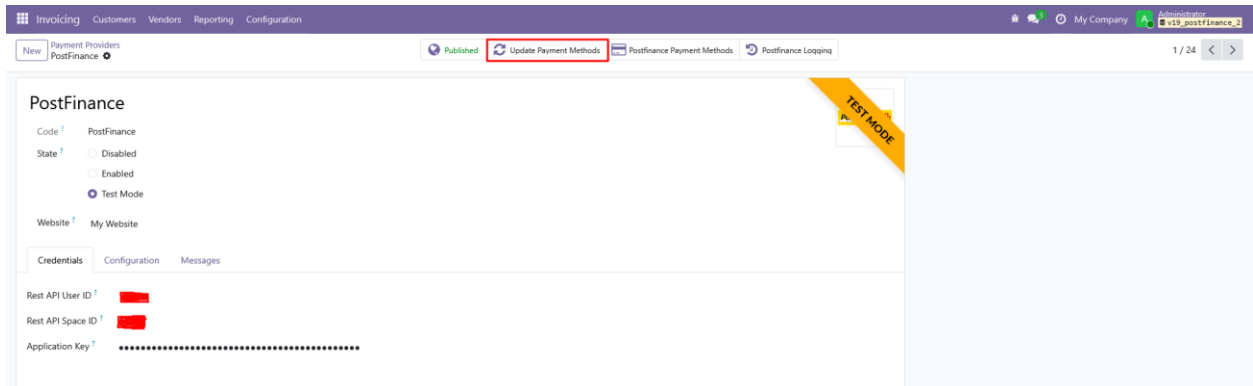 Invoicing Customers Vendors Reporting Configuration 3 My Company A Administrator
v19_postfinance_2
New Payment Providers
PostFinance
Published Update Payment Methods Postfinance Payment Methods Postfinance Logging 1 / 24
TEST MODE
PostFinance
Code ? PostFinance
State ? Disabled
Enabled
Test Mode
Website ? My Website
Credentials Configuration Messages
Rest API User ID ?
Rest API Space ID ?
Application Key ? ••••••••••••••••••••••••••••••••••••••••••••